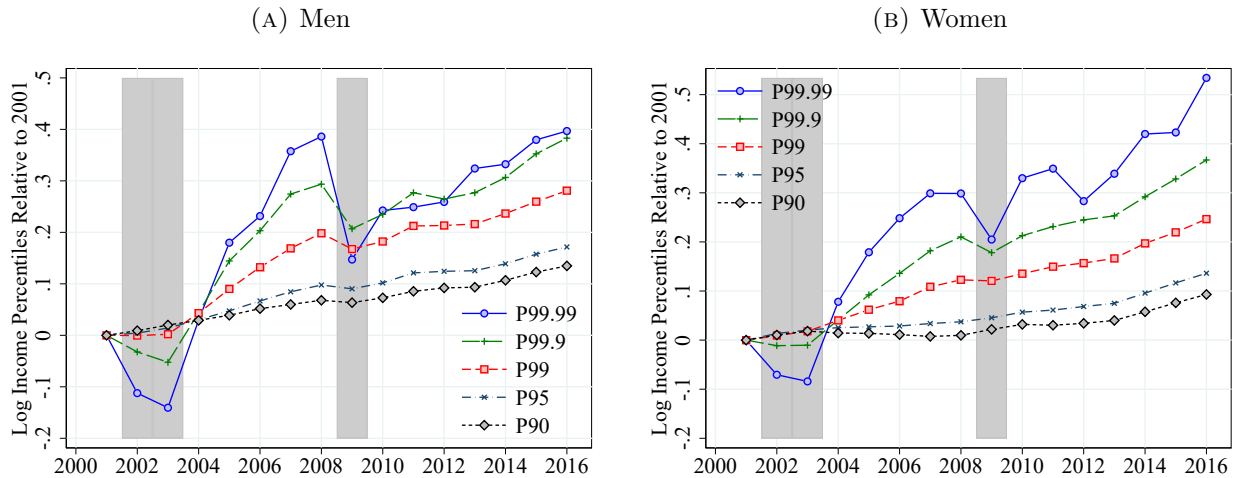 (A) Men
Log Income Percentiles Relative to 2001
.5
.4
.3
.2
.1
0
-.1
-.2
P99.99
P99.9
P99
P95
P90
2000 2002 2004 2006 2008 2010 2012 2014 2016
(B) Women
Log Income Percentiles Relative to 2001
.5
.4
.3
.2
.1
0
-.1
-.2
P99.99
P99.9
P99
P95
P90
2000 2002 2004 2006 2008 2010 2012 2014 2016